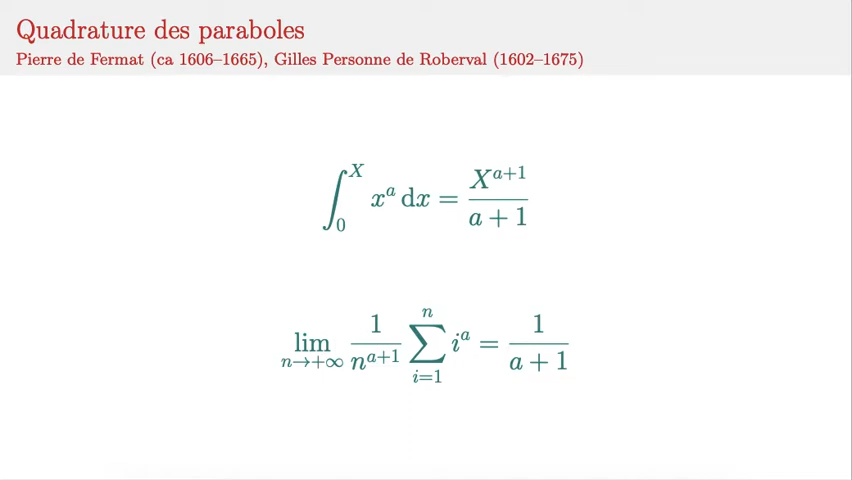 Quadrature des paraboles
Pierre de Fermat (ca 1606–1665), Gilles Personne de Roberval (1602–1675)
∫₀^X x^a dx = X^{a+1} / (a + 1)
lim_{n→+∞} 1/n^{a+1} ∑_{i=1}^{n} i^a = 1/(a + 1)